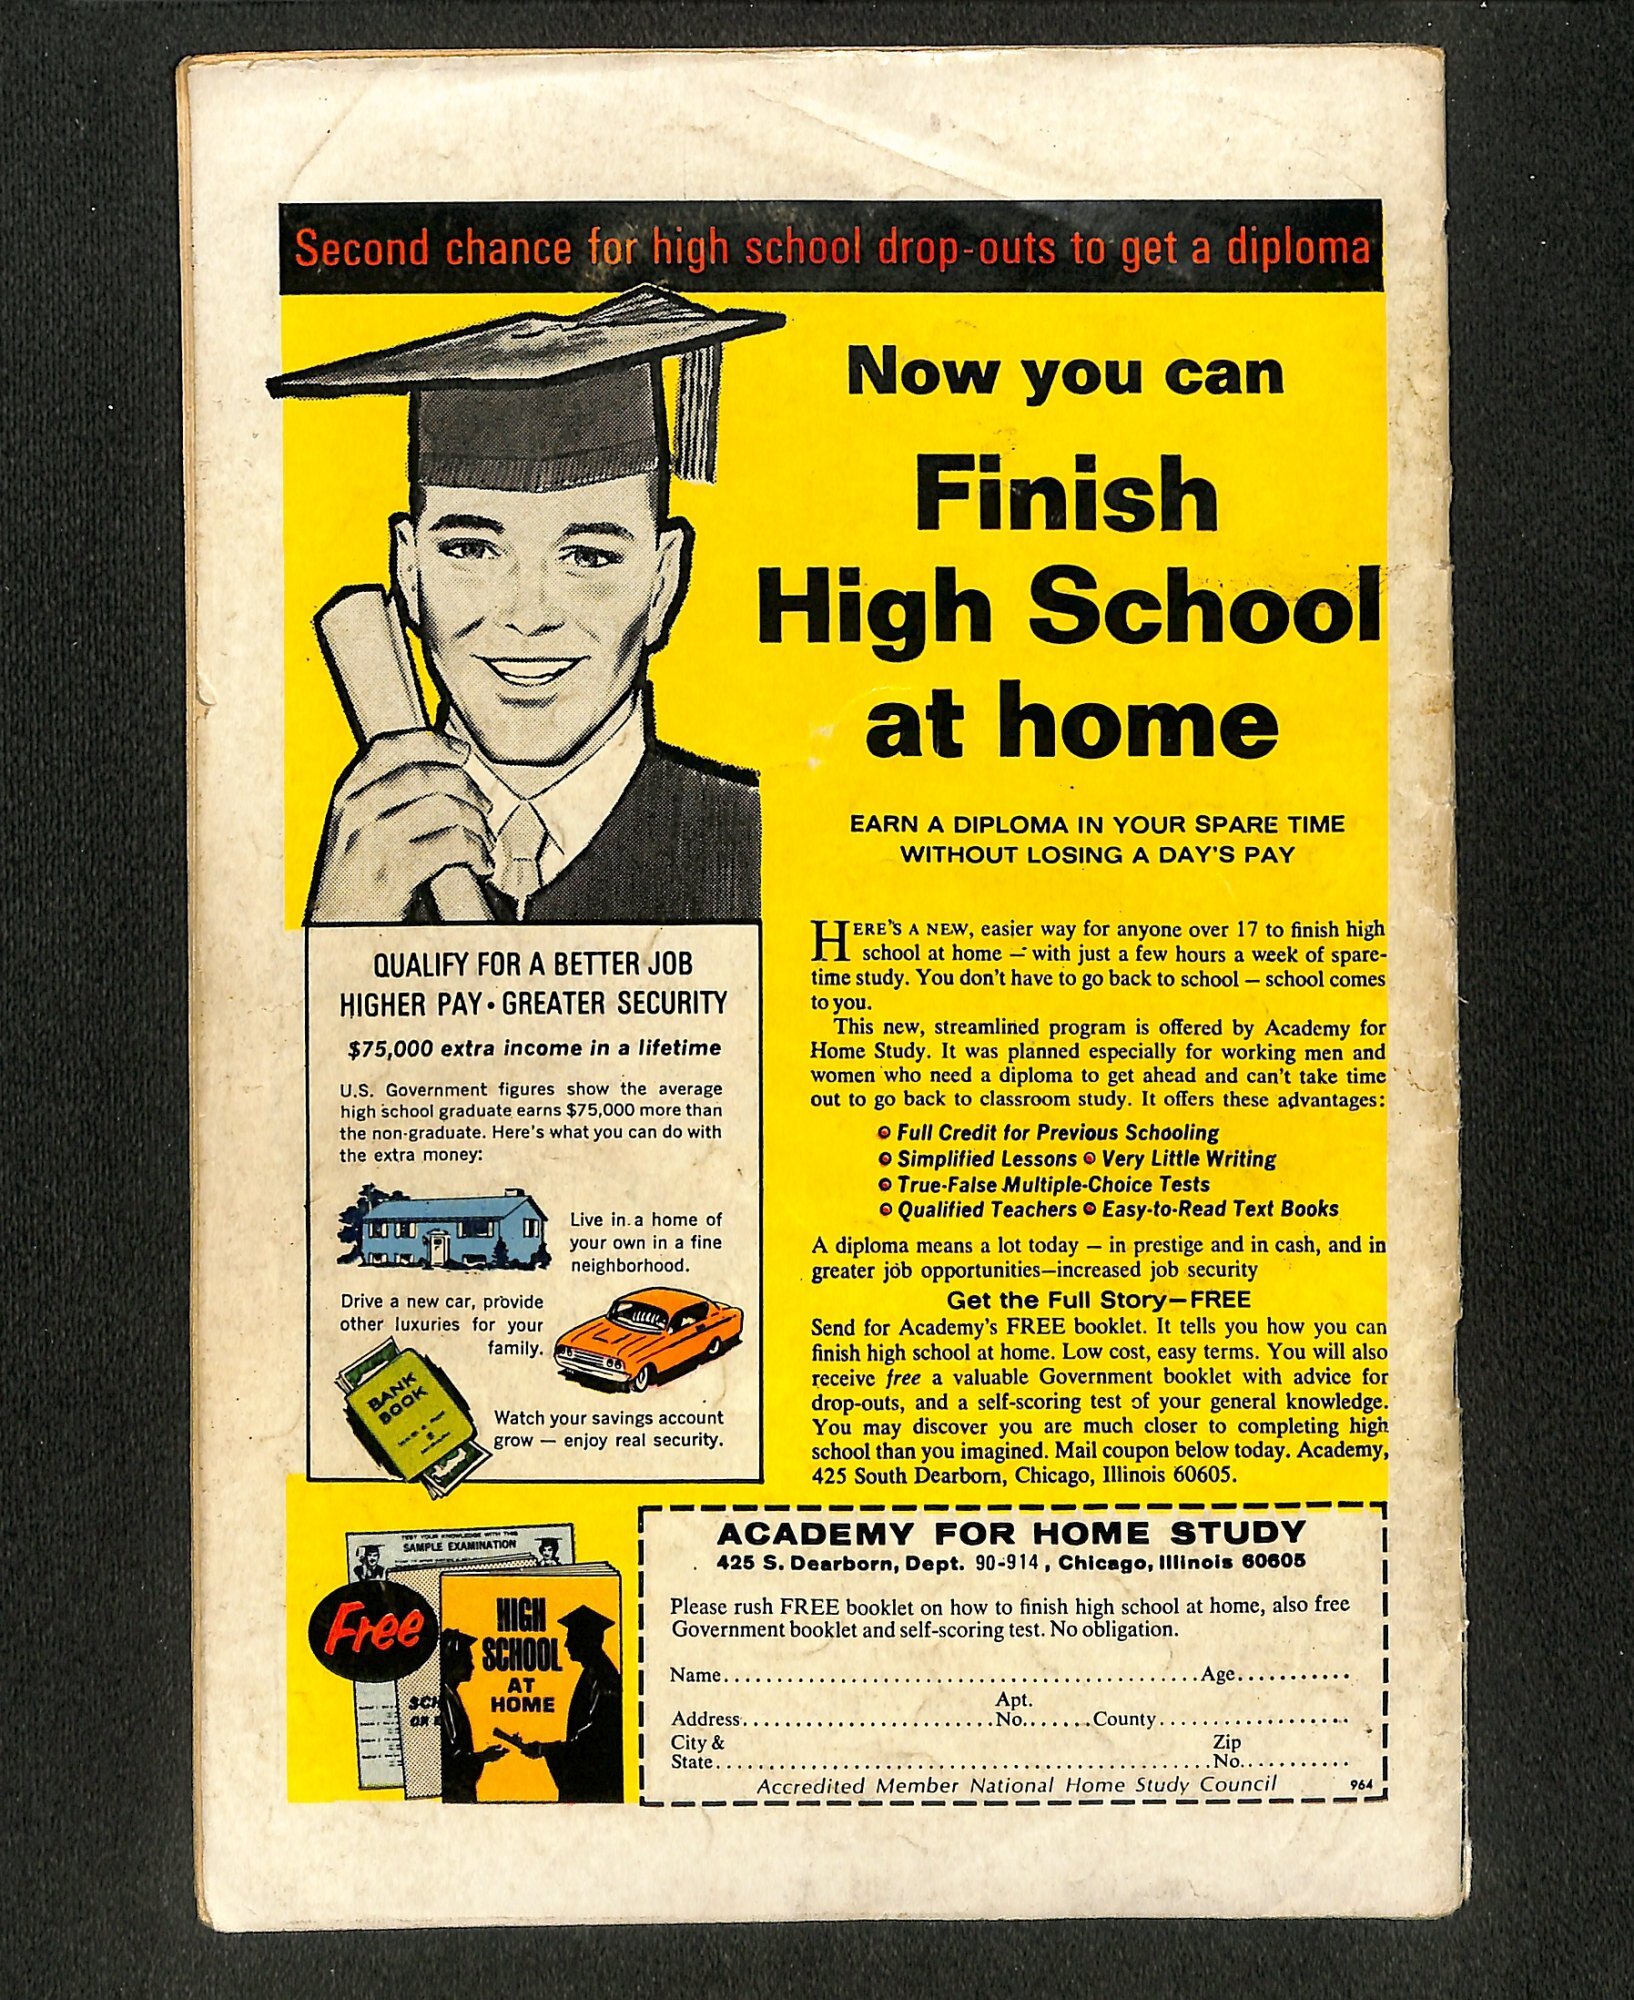 Second chance for high school drop-outs to get a diploma
Now you can
Finish
High School
at home
EARN A DIPLOMA IN YOUR SPARE TIME
WITHOUT LOSING A DAY'S PAY
HERE'S A NEW, easier way for anyone over 17 to finish high
school at home — with just a few hours a week of spare-
time study. You don't have to go back to school — school comes
to you.
This new, streamlined program is offered by Academy for
Home Study. It was planned especially for working men and
women who need a diploma to get ahead and can't take time
out to go back to classroom study. It offers these advantages:
• Full Credit for Previous Schooling
• Simplified Lessons • Very Little Writing
• True-False Multiple-Choice Tests
• Qualified Teachers • Easy-to-Read Text Books
A diploma means a lot today — in prestige and in cash, and in
greater job opportunities—increased job security
Get the Full Story—FREE
Send for Academy's FREE booklet. It tells you how you can
finish high school at home. Low cost, easy terms. You will also
receive free a valuable Government booklet with advice for
drop-outs, and a self-scoring test of your general knowledge.
You may discover you are much closer to completing high
school than you imagined. Mail coupon below today. Academy,
425 South Dearborn, Chicago, Illinois 60605.
QUALIFY FOR A BETTER JOB
HIGHER PAY • GREATER SECURITY
$75,000 extra income in a lifetime
U.S. Government figures show the average
high school graduate earns $75,000 more than
the non-graduate. Here's what you can do with
the extra money:
Live in a home of
your own in a fine
neighborhood.
Drive a new car, provide
other luxuries for your
family.
BANK
BOOK
Watch your savings account
grow — enjoy real security.
TEST YOUR KNOWLEDGE WITH THIS
SAMPLE EXAMINATION
Free
HIGH
SCHOOL
AT
HOME
ACADEMY FOR HOME STUDY
425 S. Dearborn, Dept. 90-914, Chicago, Illinois 60605
Please rush FREE booklet on how to finish high school at home, also free
Government booklet and self-scoring test. No obligation.
Name..................................................Age...........
Address.......................Apt. No.......County..................
City & State..................................................Zip No..........
Accredited Member National Home Study Council 964